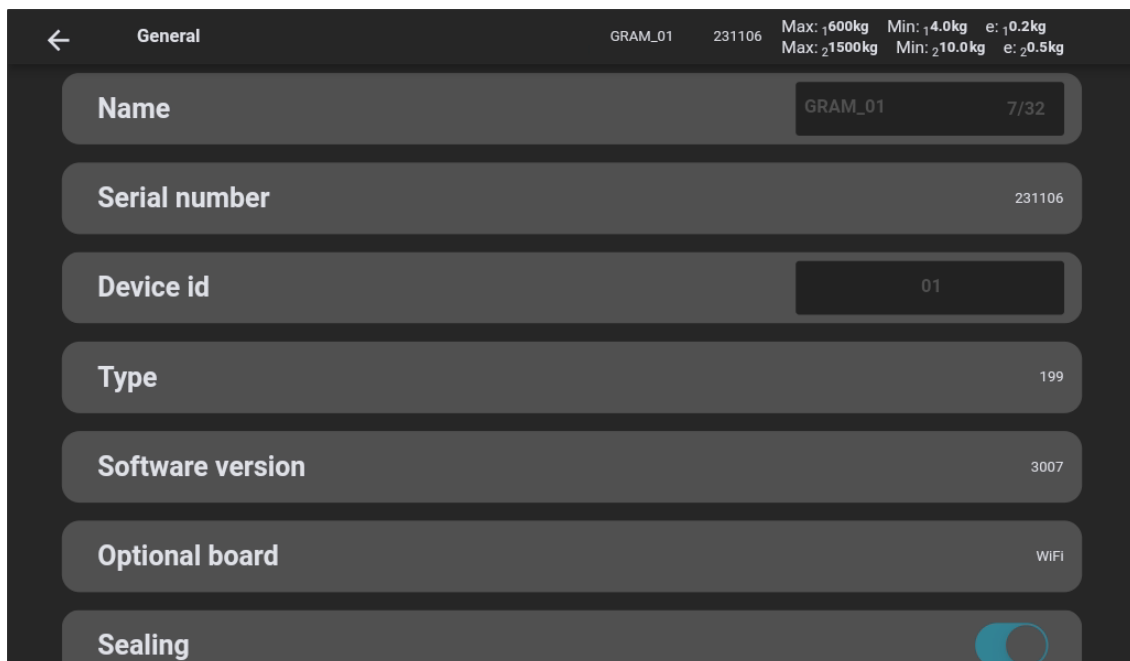 General GRAM_01 231106 Max: ₁600kg Min: ₁4.0kg e: ₁0.2kg
Max: ₂1500kg Min: ₂10.0kg e: ₂0.5kg
Name GRAM_01 7/32
Serial number 231106
Device id 01
Type 199
Software version 3007
Optional board WiFi
Sealing